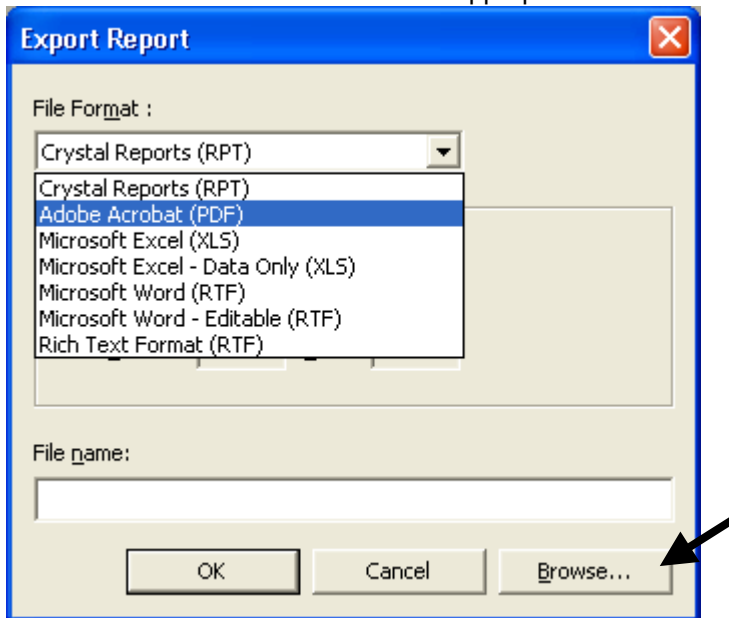 Export Report
File Format :
Crystal Reports (RPT)
Crystal Reports (RPT)
Adobe Acrobat (PDF)
Microsoft Excel (XLS)
Microsoft Excel - Data Only (XLS)
Microsoft Word (RTF)
Microsoft Word - Editable (RTF)
Rich Text Format (RTF)
File name:
OK Cancel Browse...